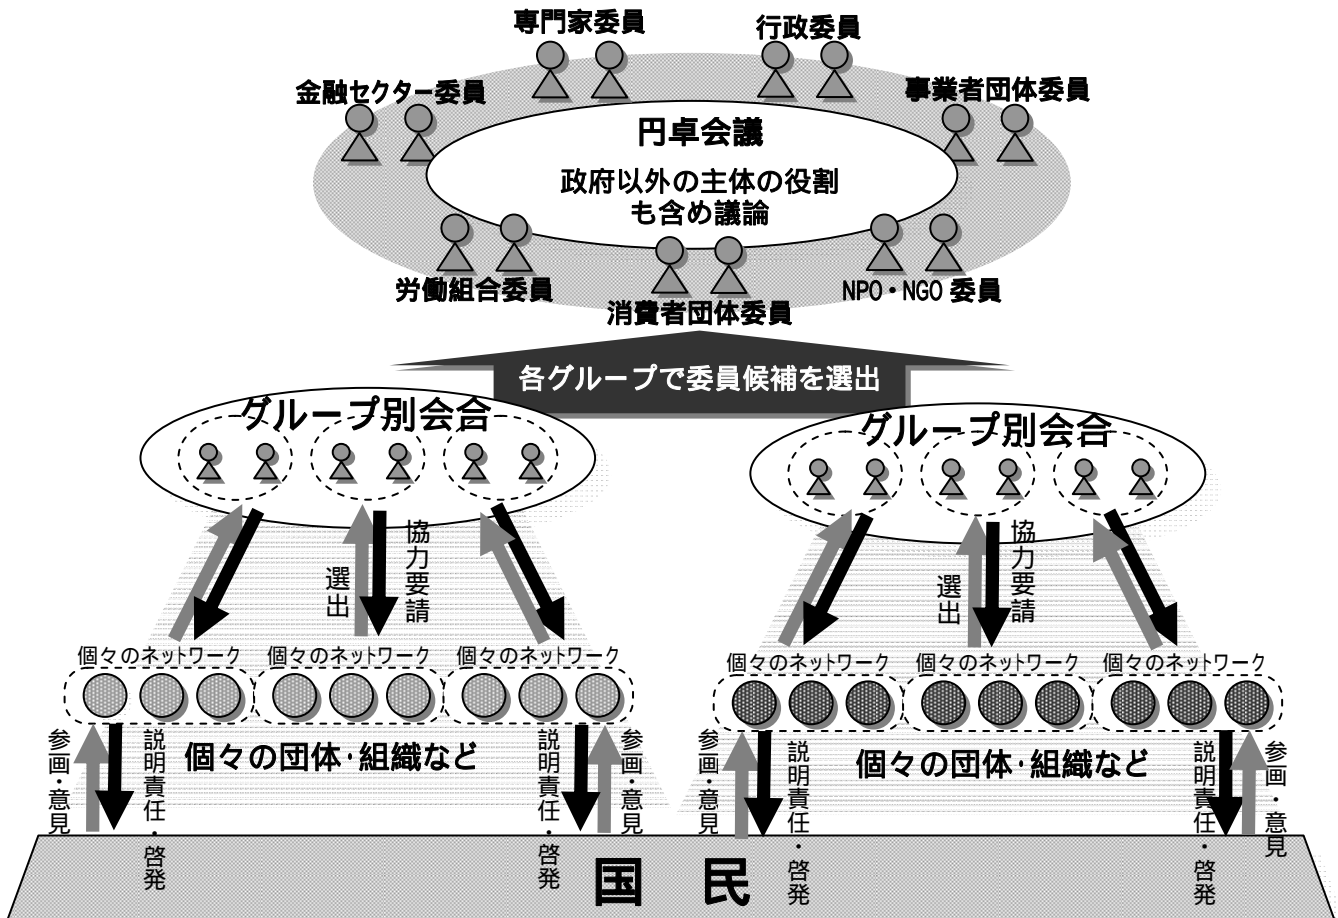 専門家委員
行政委員
金融セクター委員
事業者団体委員
円卓会議
政府以外の主体の役割
も含め議論
労働組合委員
消費者団体委員
NPO・NGO 委員
各グループで委員候補を選出
グループ別会合
グループ別会合
選出
協力要請
選出
協力要請
個々のネットワーク
個々のネットワーク
個々のネットワーク
個々のネットワーク
個々のネットワーク
個々のネットワーク
参画・意見
説明責任・啓発
個々の団体・組織など
説明責任・啓発
参画・意見
参画・意見
説明責任・啓発
個々の団体・組織など
説明責任・啓発
参画・意見
国 民